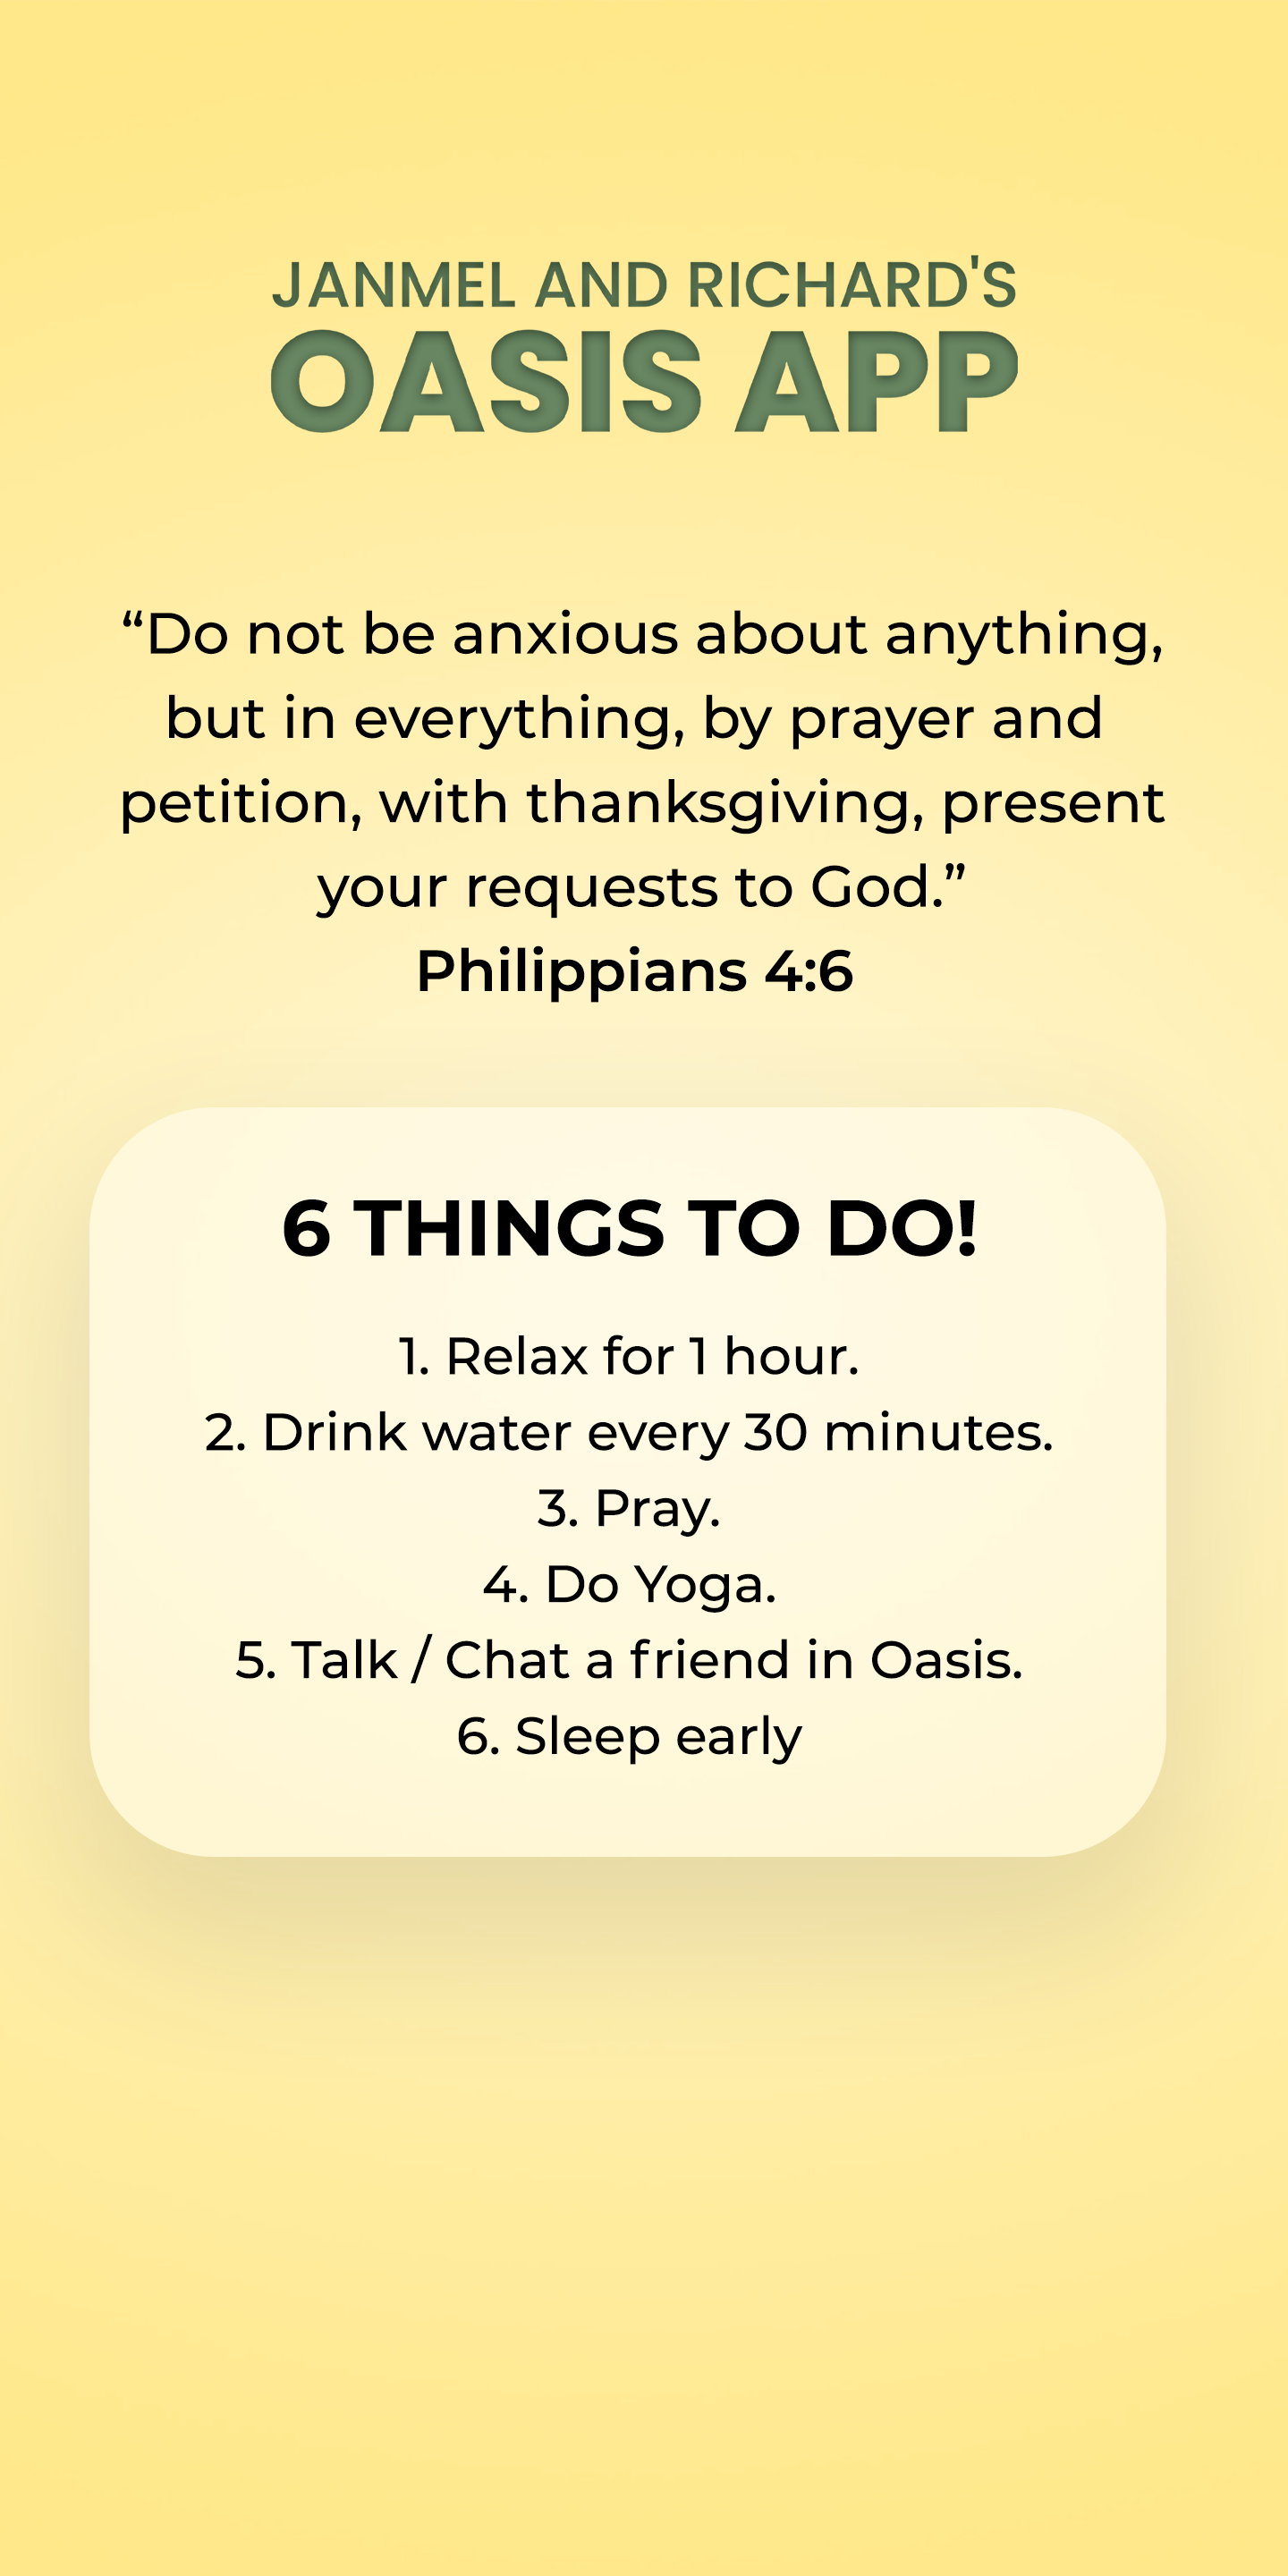 JANMEL AND RICHARD'S
OASIS APP
“Do not be anxious about anything,
but in everything, by prayer and
petition, with thanksgiving, present
your requests to God.”
Philippians 4:6
6 THINGS TO DO!
1. Relax for 1 hour.
2. Drink water every 30 minutes.
3. Pray.
4. Do Yoga.
5. Talk / Chat a friend in Oasis.
6. Sleep early